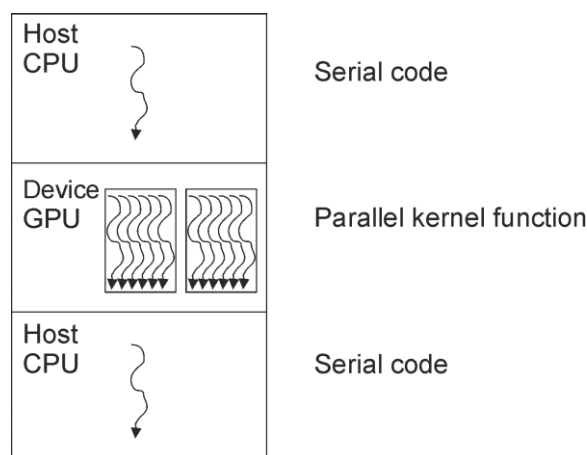 Host
CPU
Serial code
Device
GPU
Parallel kernel function
Host
CPU
Serial code